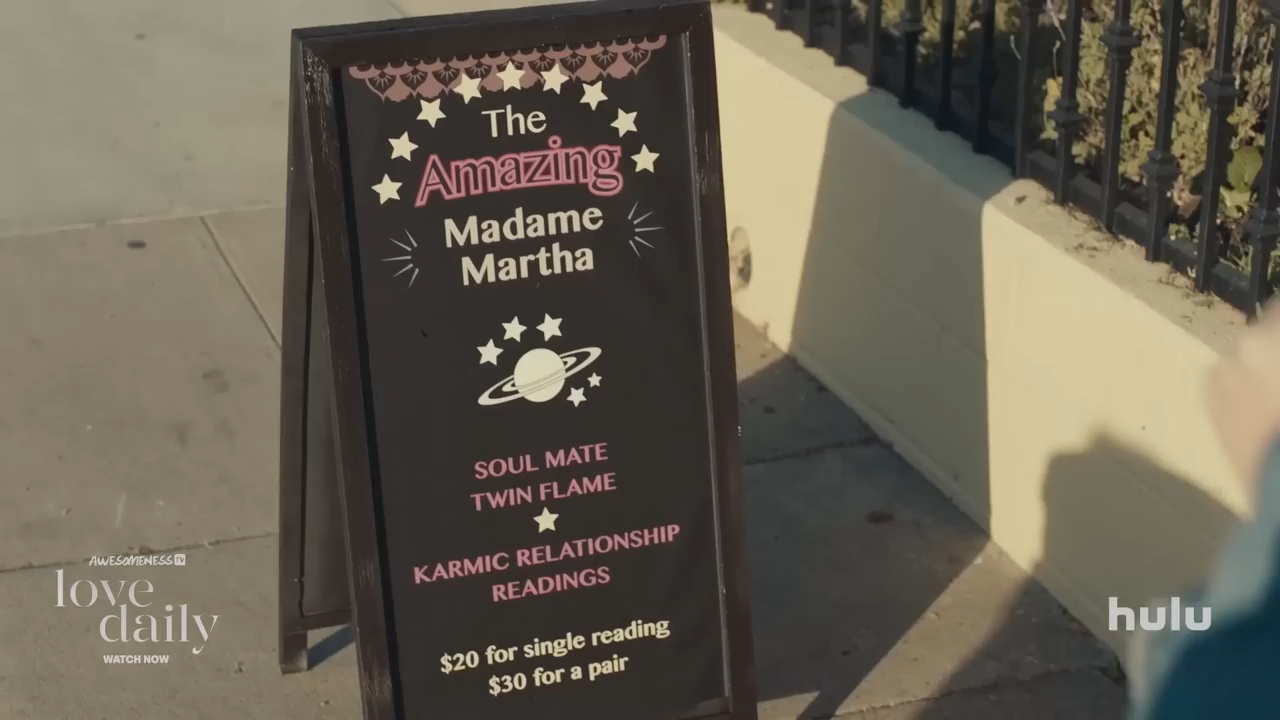 The
Amazing
Madame
Martha
SOUL MATE
TWIN FLAME
KARMIC RELATIONSHIP
READINGS
$20 for single reading
$30 for a pair
AWESOMENESS TV
love
daily
WATCH NOW
hulu